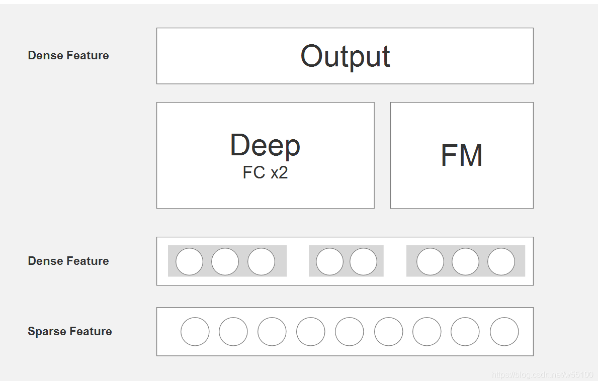 Dense Feature
Output
Deep
FC x2
FM
Dense Feature
Sparse Feature